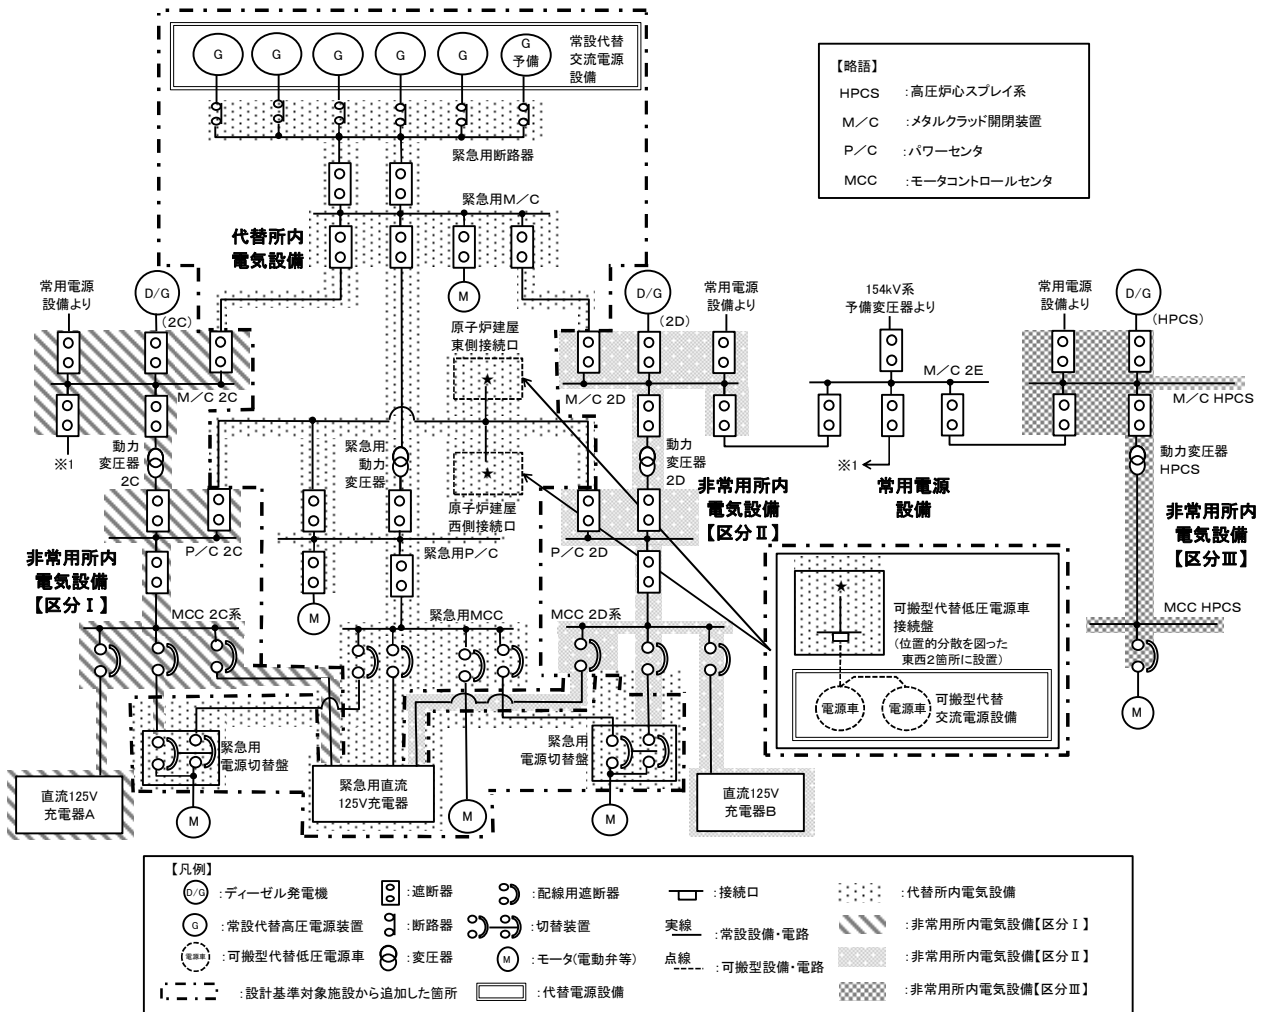 G
G
G
G
G
G
予備
常設代替
交流電源
設備
緊急用断路器
緊急用M／C
代替所内
電気設備
【略語】
HPCS ：高圧炉心スプレイ系
M／C ：メタルクラッド開閉装置
P／C ：パワーセンタ
MCC ：モータコントロールセンタ
常用電源
設備より
D/G
(2C)
M
原子炉建屋
東側接続口
★
D/G
(2D)
常用電源
設備より
154kV系
予備変圧器より
常用電源
設備より
D/G
(HPCS)
M／C 2C
M／C 2D
M／C 2E
M／C HPCS
※1
動力
変圧器
2C
緊急用
動力
変圧器
★
原子炉建屋
西側接続口
動力
変圧器
2D
※1
動力変圧器
HPCS
非常用所内
電気設備
【区分Ⅱ】
常用電源
設備
非常用所内
電気設備
【区分Ⅲ】
P／C 2C
緊急用P／C
P／C 2D
非常用所内
電気設備
【区分Ⅰ】
M
MCC 2C系
緊急用MCC
MCC 2D系
MCC HPCS
★
可搬型代替低圧電源車
接続盤
(位置的分散を図った
東西2箇所に設置)
電源車
電源車
可搬型代替
交流電源設備
M
緊急用
電源切替盤
緊急用
電源切替盤
直流125V
充電器A
M
緊急用直流
125V充電器
M
M
直流125V
充電器B
【凡例】
D/G ：ディーゼル発電機
：遮断器
：配線用遮断器
：接続口
：代替所内電気設備
G ：常設代替高圧電源装置
：断路器
：切替装置
実線 ：常設設備・電路
：非常用所内電気設備【区分Ⅰ】
電源車 ：可搬型代替低圧電源車
：変圧器
M ：モータ(電動弁等)
点線 ：可搬型設備・電路
：非常用所内電気設備【区分Ⅱ】
：設計基準対象施設から追加した箇所
：代替電源設備
：非常用所内電気設備【区分Ⅲ】